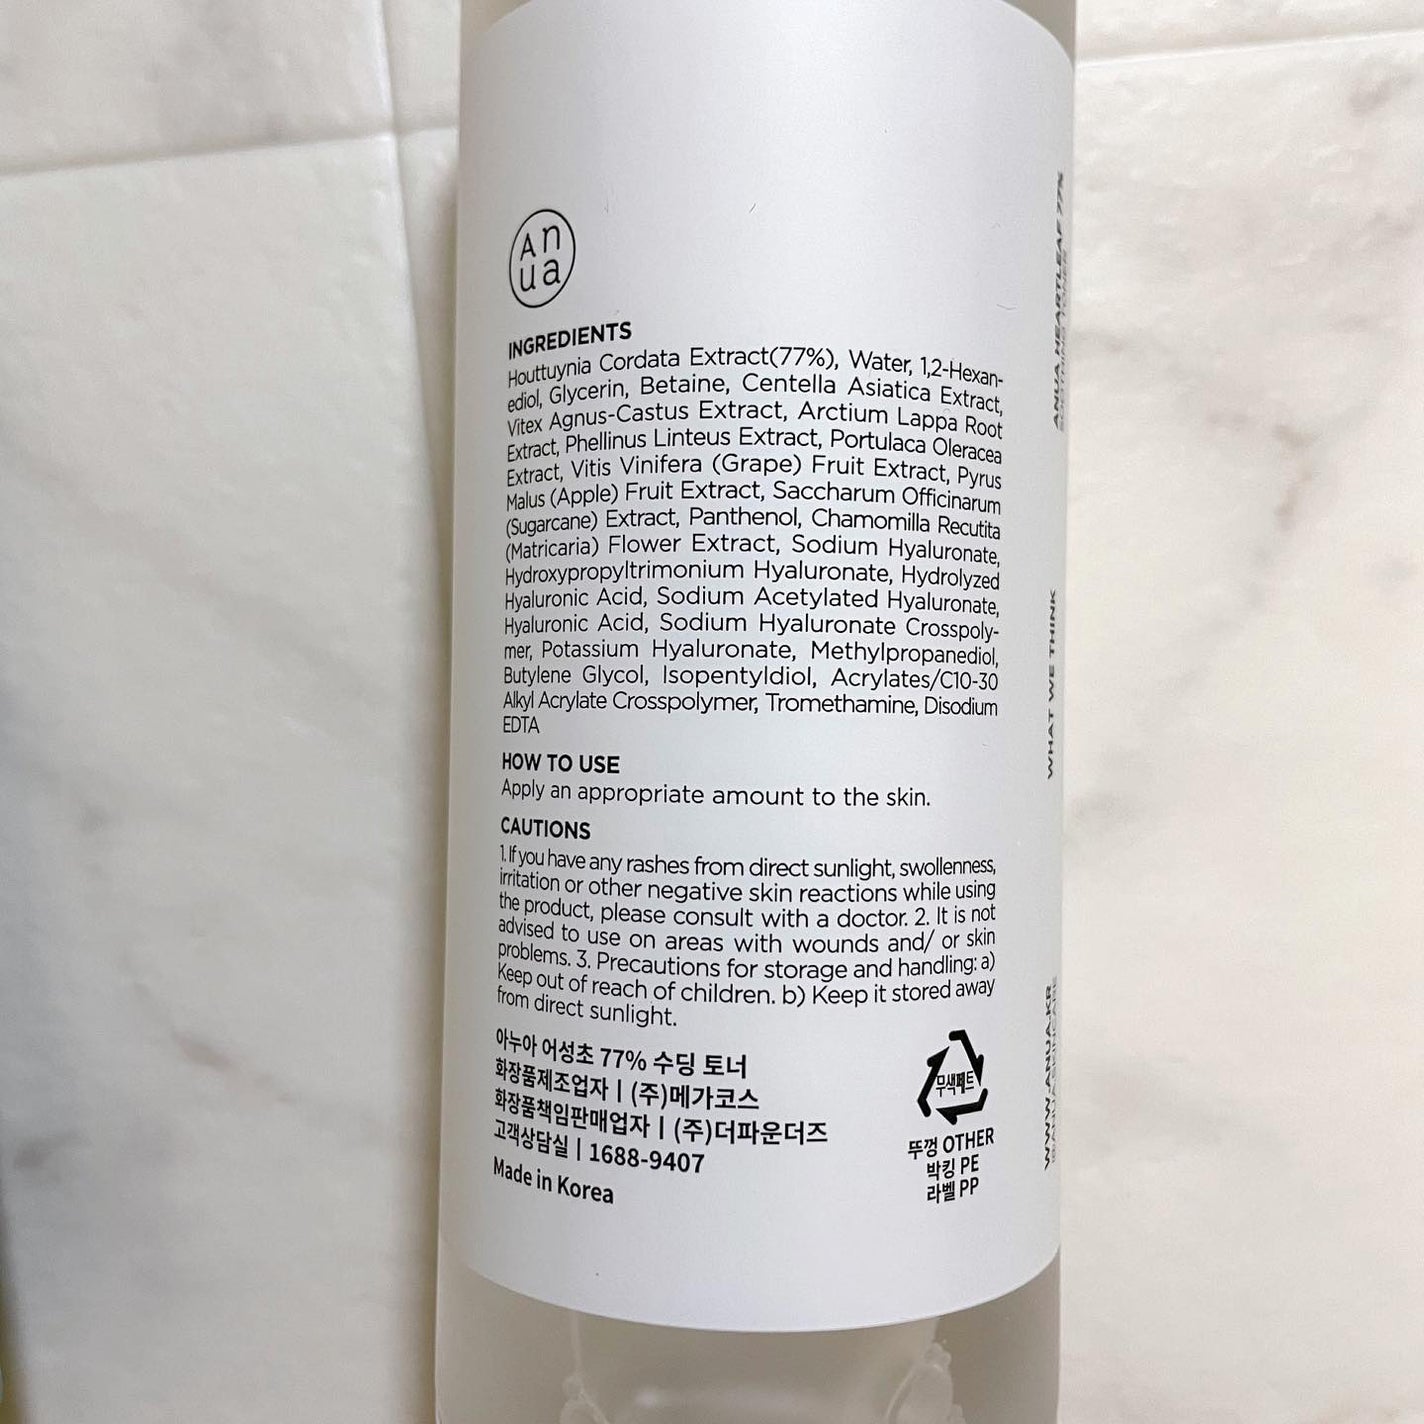 An
ua
INGREDIENTS
Houttuynia Cordata Extract(77%), Water, 1,2-Hexan-
ediol, Glycerin, Betaine, Centella Asiatica Extract,
Vitex Agnus-Castus Extract, Arctium Lappa Root
Extract, Phellinus Linteus Extract, Portulaca Oleracea
Extract, Vitis Vinifera (Grape) Fruit Extract, Pyrus
Malus (Apple) Fruit Extract, Saccharum Officinarum
(Sugarcane) Extract, Panthenol, Chamomilla Recutita
(Matricaria) Flower Extract, Sodium Hyaluronate,
Hydroxypropyltrimonium Hyaluronate, Hydrolyzed
Hyaluronic Acid, Sodium Acetylated Hyaluronate,
Hyaluronic Acid, Sodium Hyaluronate Crosspoly-
mer, Potassium Hyaluronate, Methylpropanediol,
Butylene Glycol, Isopentyldiol, Acrylates/C10-30
Alkyl Acrylate Crosspolymer, Tromethamine, Disodium
EDTA
HOW TO USE
Apply an appropriate amount to the skin.
CAUTIONS
1. If you have any rashes from direct sunlight, swollenness,
irritation or other negative skin reactions while using
the product, please consult with a doctor. 2. It is not
advised to use on areas with wounds and/ or skin
problems. 3. Precautions for storage and handling: a)
Keep out of reach of children. b) Keep it stored away
from direct sunlight.
아누아 어성초 77% 수딩 토너
화장품제조업자 | (주)메가코스
화장품책임판매업자 | (주)더파운더즈
고객상담실 | 1688-9407
Made in Korea
무색페트
뚜껑 OTHER
박킹 PE
라벨 PP
ANUA HEARTLEAF 77%
SOOTHING TONER
WHAT WE THINK
WWW.ANUA.KR
@ANUA.SKINCARE